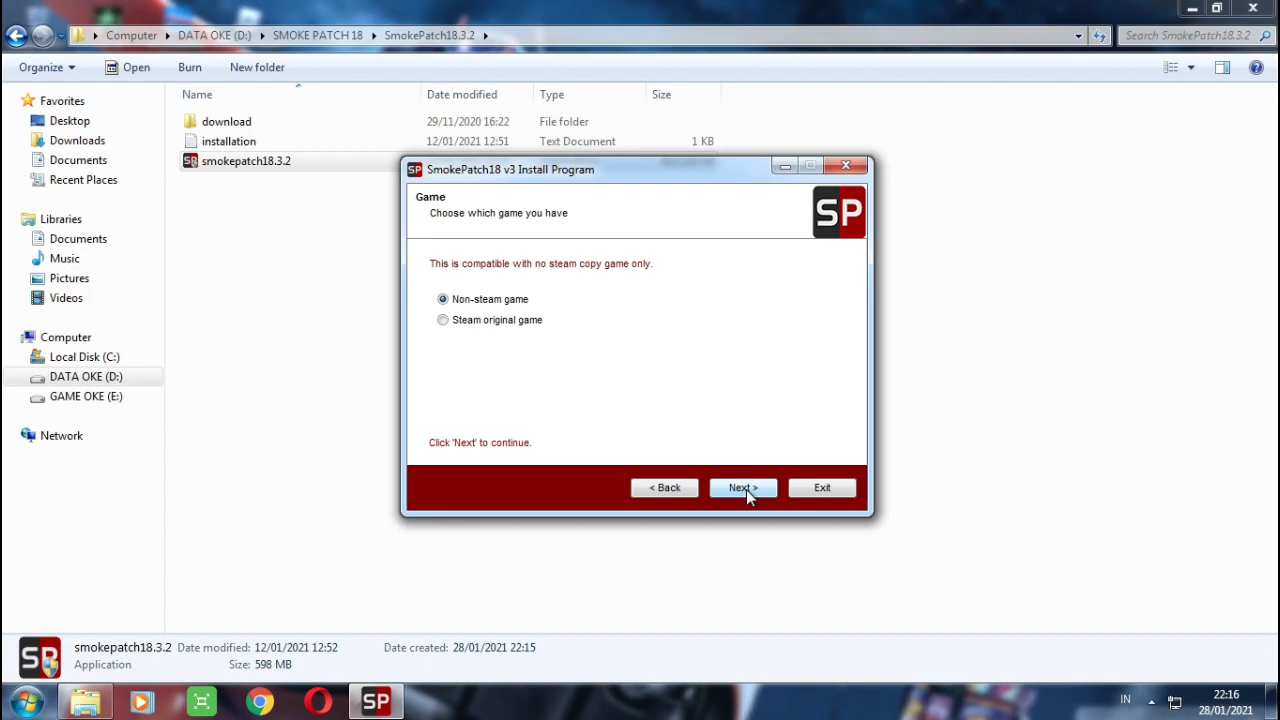 Computer DATA OKE (D:) SMOKE PATCH 18 SmokePatch18.3.2
Search SmokePatch18.3.2
Organize Open Burn New folder
Name Date modified Type Size
Favorites
Desktop
Downloads
Documents
Recent Places
Libraries
Documents
Music
Pictures
Videos
Computer
Local Disk (C:)
DATA OKE (D:)
GAME OKE (E:)
Network
download 29/11/2020 16:22 File folder
installation 12/01/2021 12:51 Text Document 1 KB
smokepatch18.3.2
SP SmokePatch18 v3 Install Program
Game
Choose which game you have
SP
This is compatible with no steam copy game only.
Non-steam game
Steam original game
Click 'Next' to continue.
< Back Next > Exit
SP
smokepatch18.3.2 Date modified: 12/01/2021 12:52 Date created: 28/01/2021 22:15
Application Size: 598 MB
SP
IN
22:16
28/01/2021